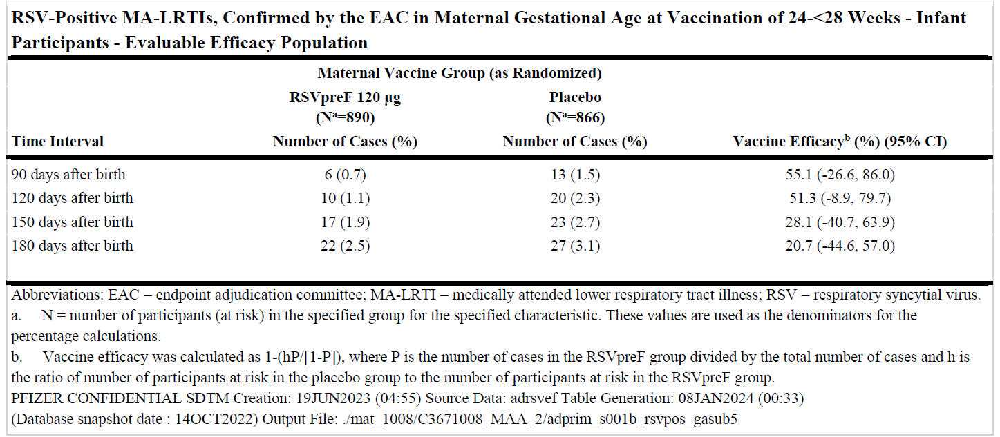 RSV-Positive MA-LRTIs, Confirmed by the EAC in Maternal Gestational Age at Vaccination of 24-<28 Weeks - Infant
Participants - Evaluable Efficacy Population
Maternal Vaccine Group (as Randomized)
RSVpreF 120 µg Placebo
(Nᵃ=890) (Nᵃ=866)
Time Interval Number of Cases (%) Number of Cases (%) Vaccine Efficacyᵇ (%) (95% CI)
90 days after birth 6 (0.7) 13 (1.5) 55.1 (-26.6, 86.0)
120 days after birth 10 (1.1) 20 (2.3) 51.3 (-8.9, 79.7)
150 days after birth 17 (1.9) 23 (2.7) 28.1 (-40.7, 63.9)
180 days after birth 22 (2.5) 27 (3.1) 20.7 (-44.6, 57.0)
Abbreviations: EAC = endpoint adjudication committee; MA-LRTI = medically attended lower respiratory tract illness; RSV = respiratory syncytial virus.
a. N = number of participants (at risk) in the specified group for the specified characteristic. These values are used as the denominators for the
percentage calculations.
b. Vaccine efficacy was calculated as 1-(hP/[1-P]), where P is the number of cases in the RSVpreF group divided by the total number of cases and h is
the ratio of number of participants at risk in the placebo group to the number of participants at risk in the RSVpreF group.
PFIZER CONFIDENTIAL SDTM Creation: 19JUN2023 (04:55) Source Data: adrsvef Table Generation: 08JAN2024 (00:33)
(Database snapshot date : 14OCT2022) Output File: ./mat_1008/C3671008_MAA_2/adprim_s001b_rsvpos_gasub5